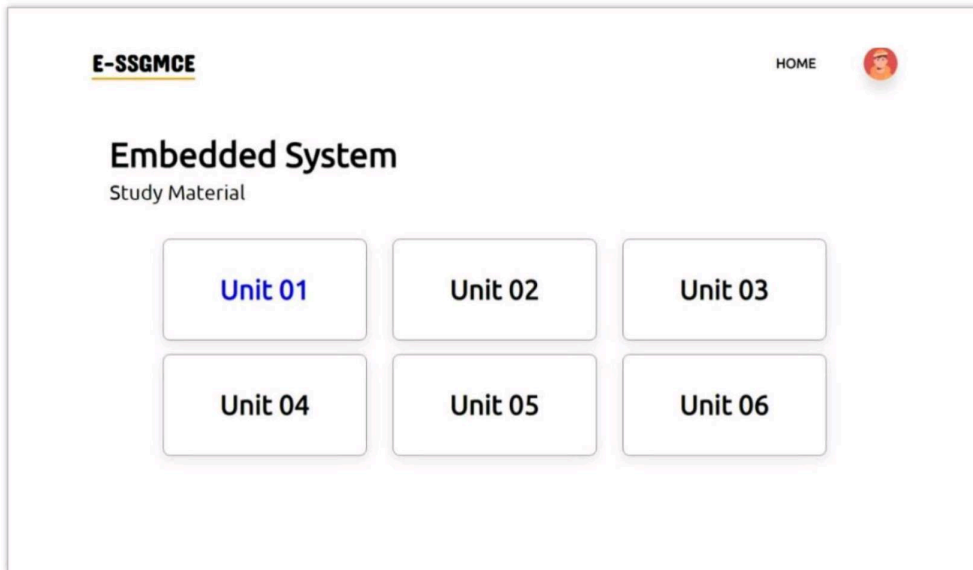 E-SSGMCE HOME
Embedded System
Study Material
Unit 01 Unit 02 Unit 03
Unit 04 Unit 05 Unit 06